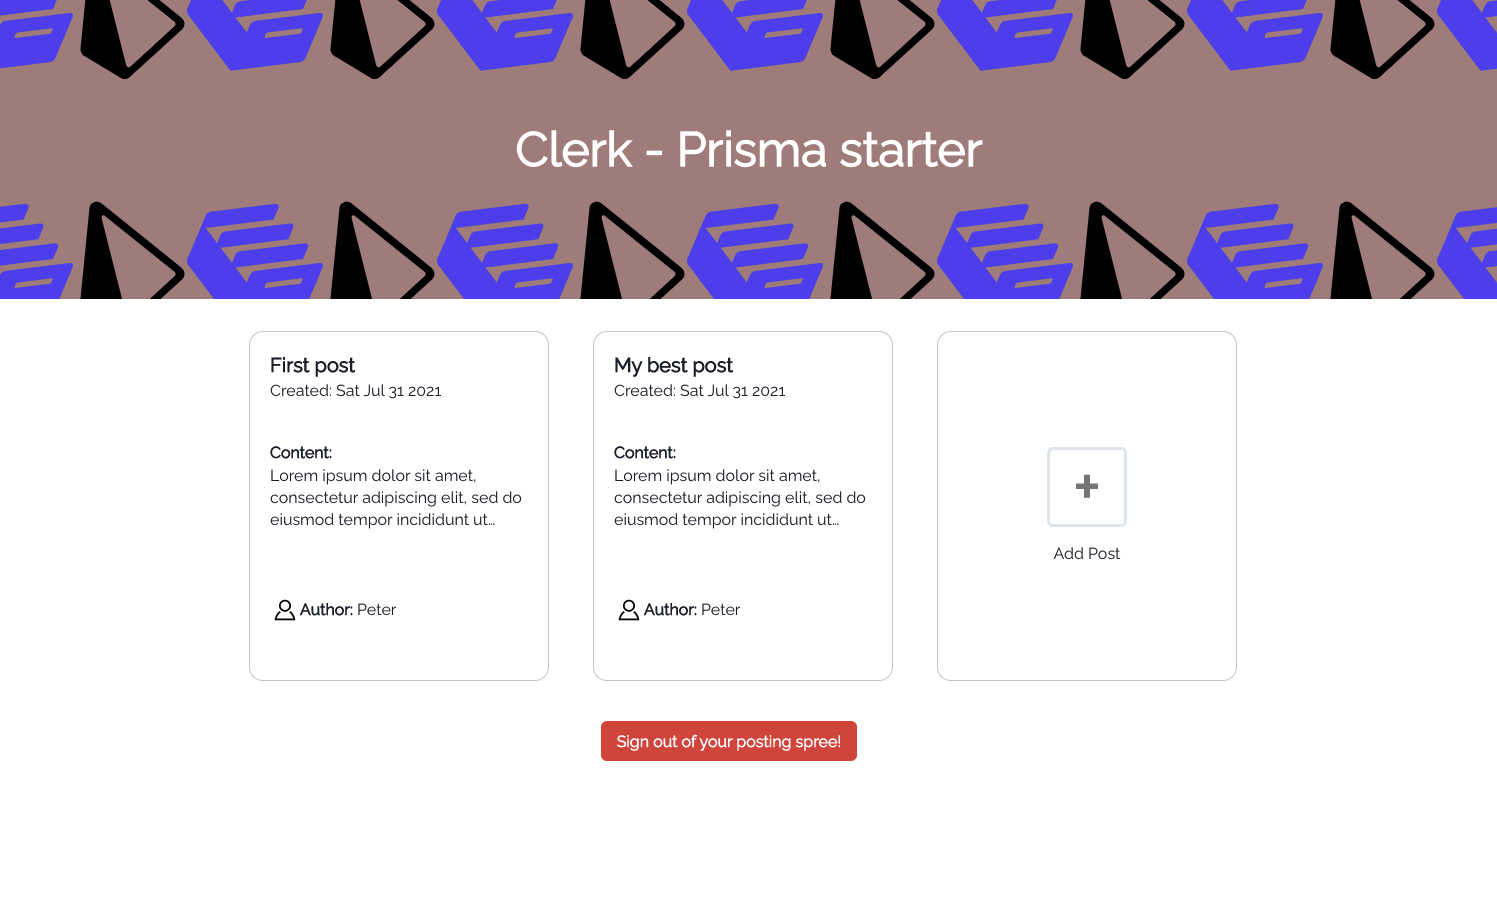 Clerk - Prisma starter
First post
Created: Sat Jul 31 2021
Content:
Lorem ipsum dolor sit amet,
consectetur adipiscing elit, sed do
eiusmod tempor incididunt ut...
Author: Peter
My best post
Created: Sat Jul 31 2021
Content:
Lorem ipsum dolor sit amet,
consectetur adipiscing elit, sed do
eiusmod tempor incididunt ut...
Author: Peter
Add Post
Sign out of your posting spree!